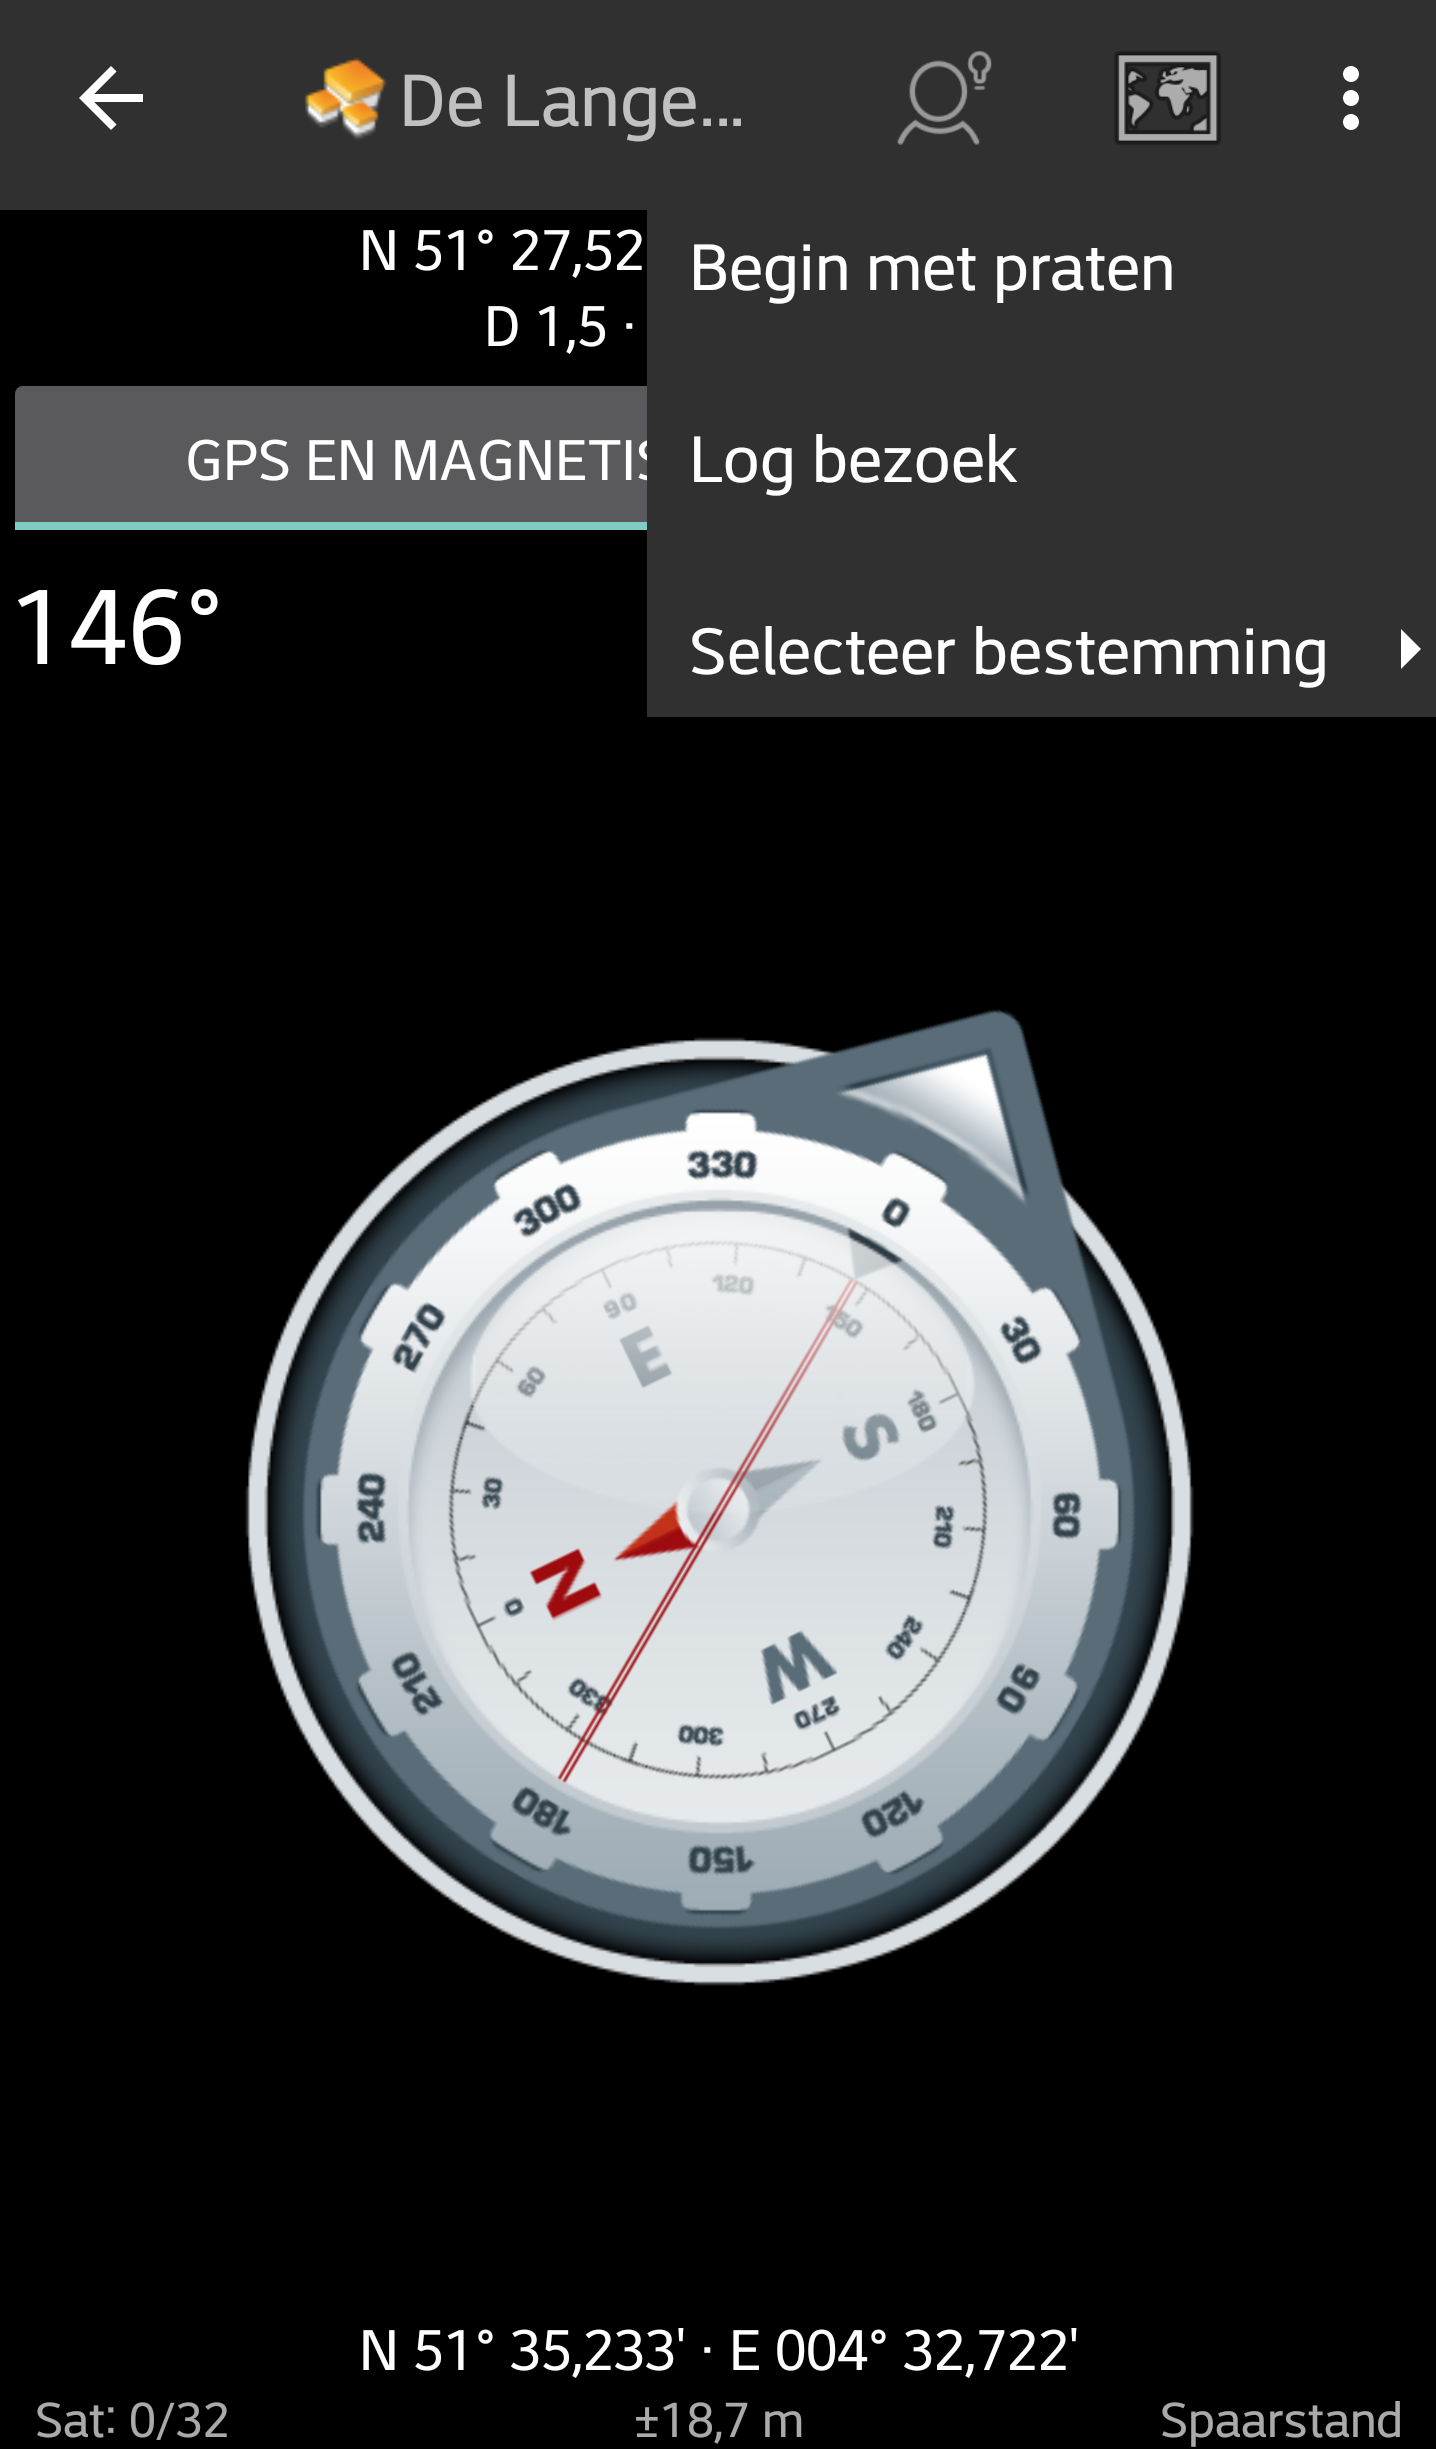 De Lange...
N 51° 27,52
D 1,5 ·
Begin met praten
Log bezoek
Selecteer bestemming
GPS EN MAGNETIS
146°
330
300
0
270
30
240
60
210
90
180
120
150
120
90
150
60
E
S
180
30
210
N
0
W
240
330
270
300
N 51° 35,233' · E 004° 32,722'
Sat: 0/32
±18,7 m
Spaarstand